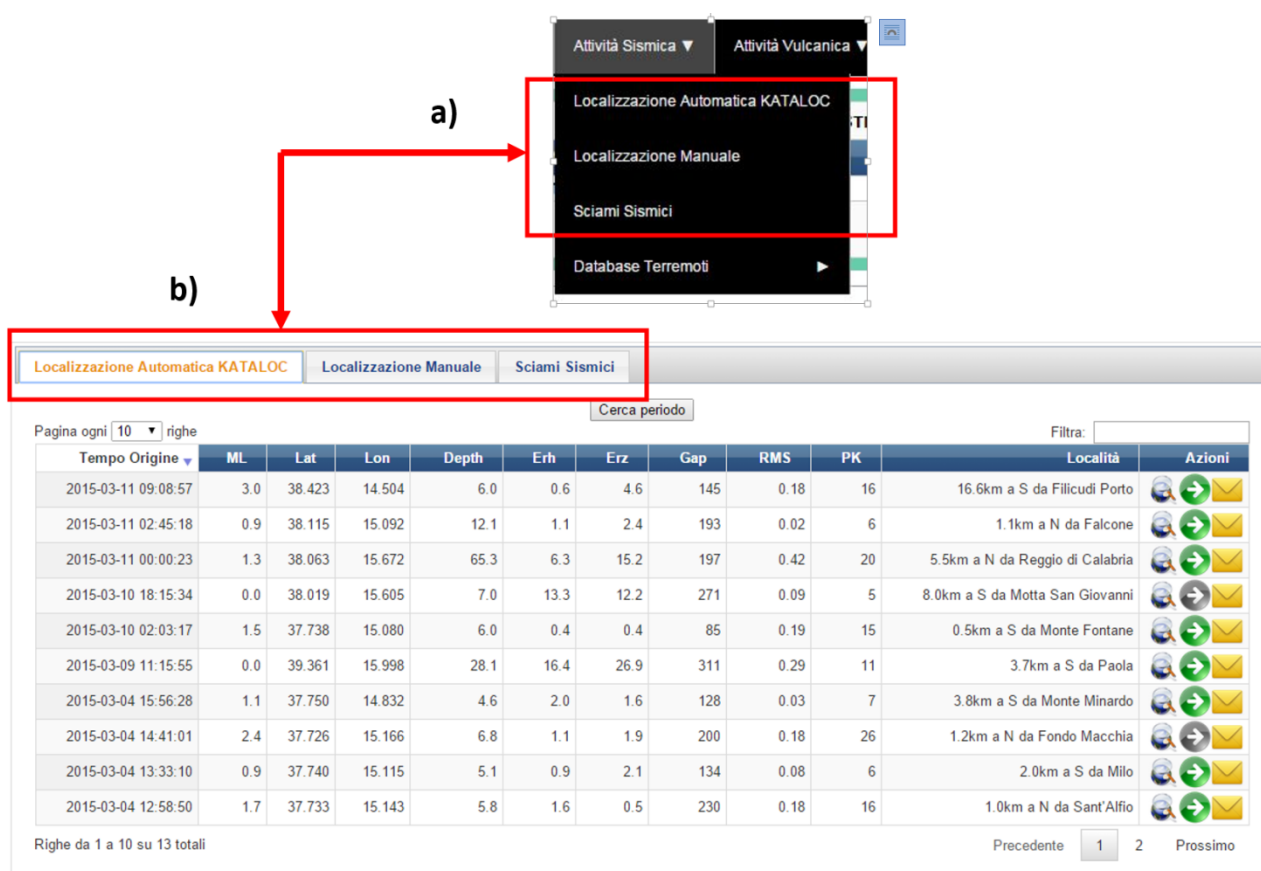 Attività Sismica ▼ Attività Vulcanica ▼
a)
Localizzazione Automatica KATALOC
STI
Localizzazione Manuale
Sciami Sismici
Database Terremoti ►
b)
Localizzazione Automatica KATALOC Localizzazione Manuale Sciami Sismici
Cerca periodo
Pagina ogni 10 ▼ righe Filtra:
Tempo Origine ML Lat Lon Depth Erh Erz Gap RMS PK Località Azioni
2015-03-11 09:08:57 3.0 38.423 14.504 6.0 0.6 4.6 145 0.18 16 16.6km a S da Filicudi Porto
2015-03-11 02:45:18 0.9 38.115 15.092 12.1 1.1 2.4 193 0.02 6 1.1km a N da Falcone
2015-03-11 00:00:23 1.3 38.063 15.672 65.3 6.3 15.2 197 0.42 20 5.5km a N da Reggio di Calabria
2015-03-10 18:15:34 0.0 38.019 15.605 7.0 13.3 12.2 271 0.09 5 8.0km a S da Motta San Giovanni
2015-03-10 02:03:17 1.5 37.738 15.080 6.0 0.4 0.4 85 0.19 15 0.5km a S da Monte Fontane
2015-03-09 11:15:55 0.0 39.361 15.998 28.1 16.4 26.9 311 0.29 11 3.7km a S da Paola
2015-03-04 15:56:28 1.1 37.750 14.832 4.6 2.0 1.6 128 0.03 7 3.8km a S da Monte Minardo
2015-03-04 14:41:01 2.4 37.726 15.166 6.8 1.1 1.9 200 0.18 26 1.2km a N da Fondo Macchia
2015-03-04 13:33:10 0.9 37.740 15.115 5.1 0.9 2.1 134 0.08 6 2.0km a S da Milo
2015-03-04 12:58:50 1.7 37.733 15.143 5.8 1.6 0.5 230 0.18 16 1.0km a N da Sant'Alfio
Righe da 1 a 10 su 13 totali Precedente 1 2 Prossimo